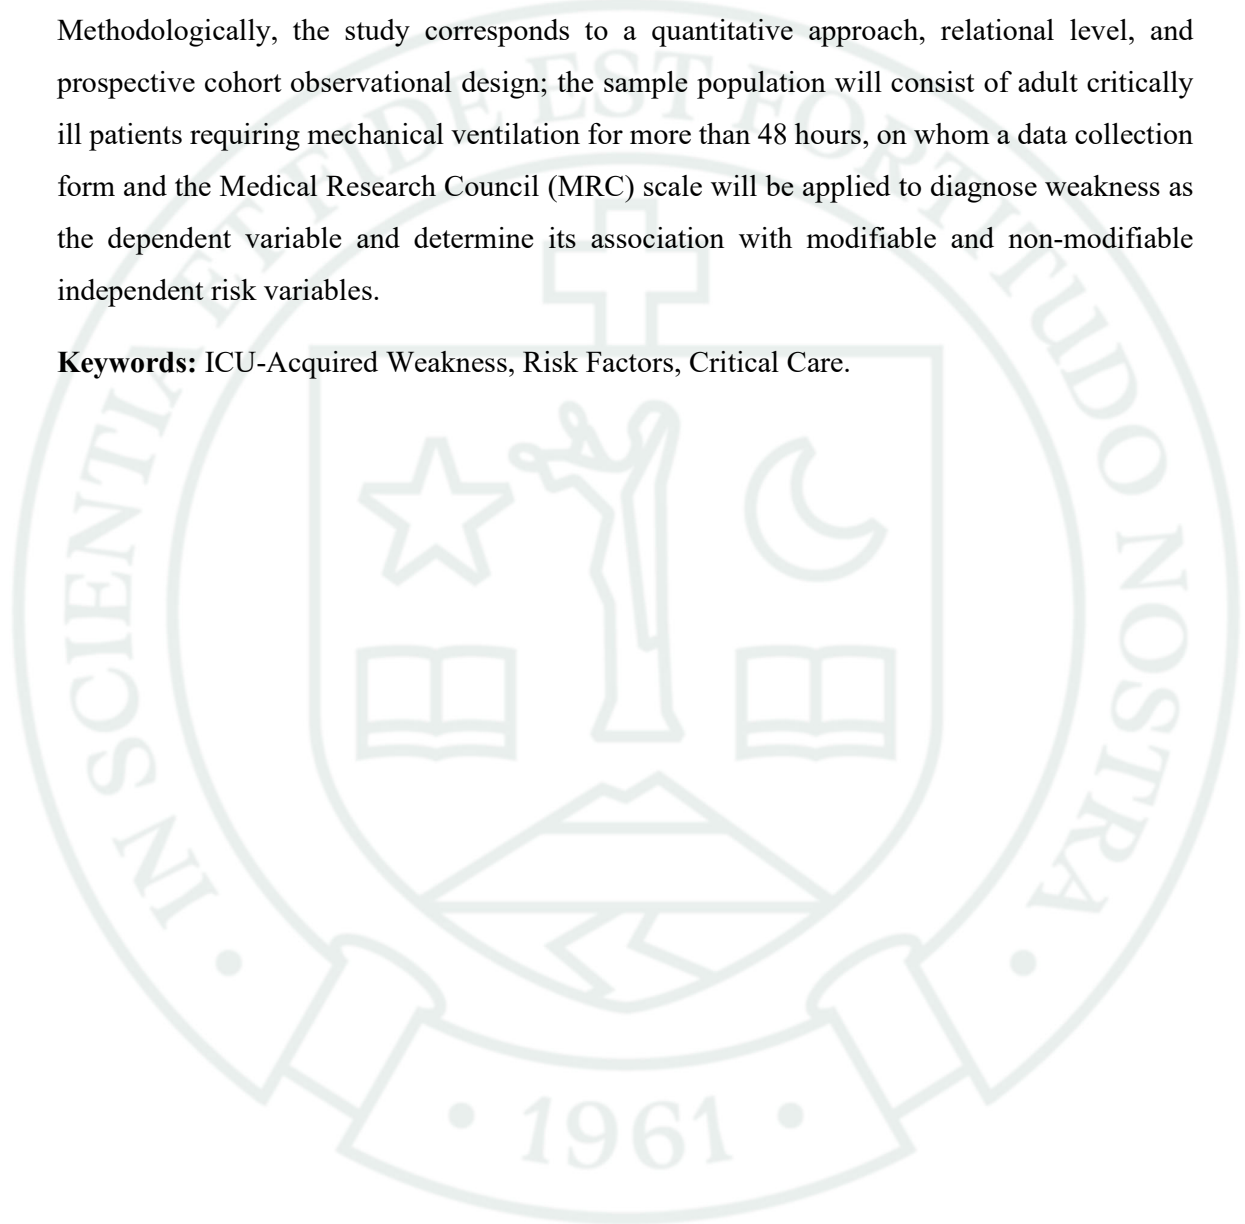 Methodologically, the study corresponds to a quantitative approach, relational level, and
prospective cohort observational design; the sample population will consist of adult critically
ill patients requiring mechanical ventilation for more than 48 hours, on whom a data collection
form and the Medical Research Council (MRC) scale will be applied to diagnose weakness as
the dependent variable and determine its association with modifiable and non-modifiable
independent risk variables.
Keywords: ICU-Acquired Weakness, Risk Factors, Critical Care.
IN SCIENTIA ET FIDE EST FORTITUDO NOSTRA
• 1961 •